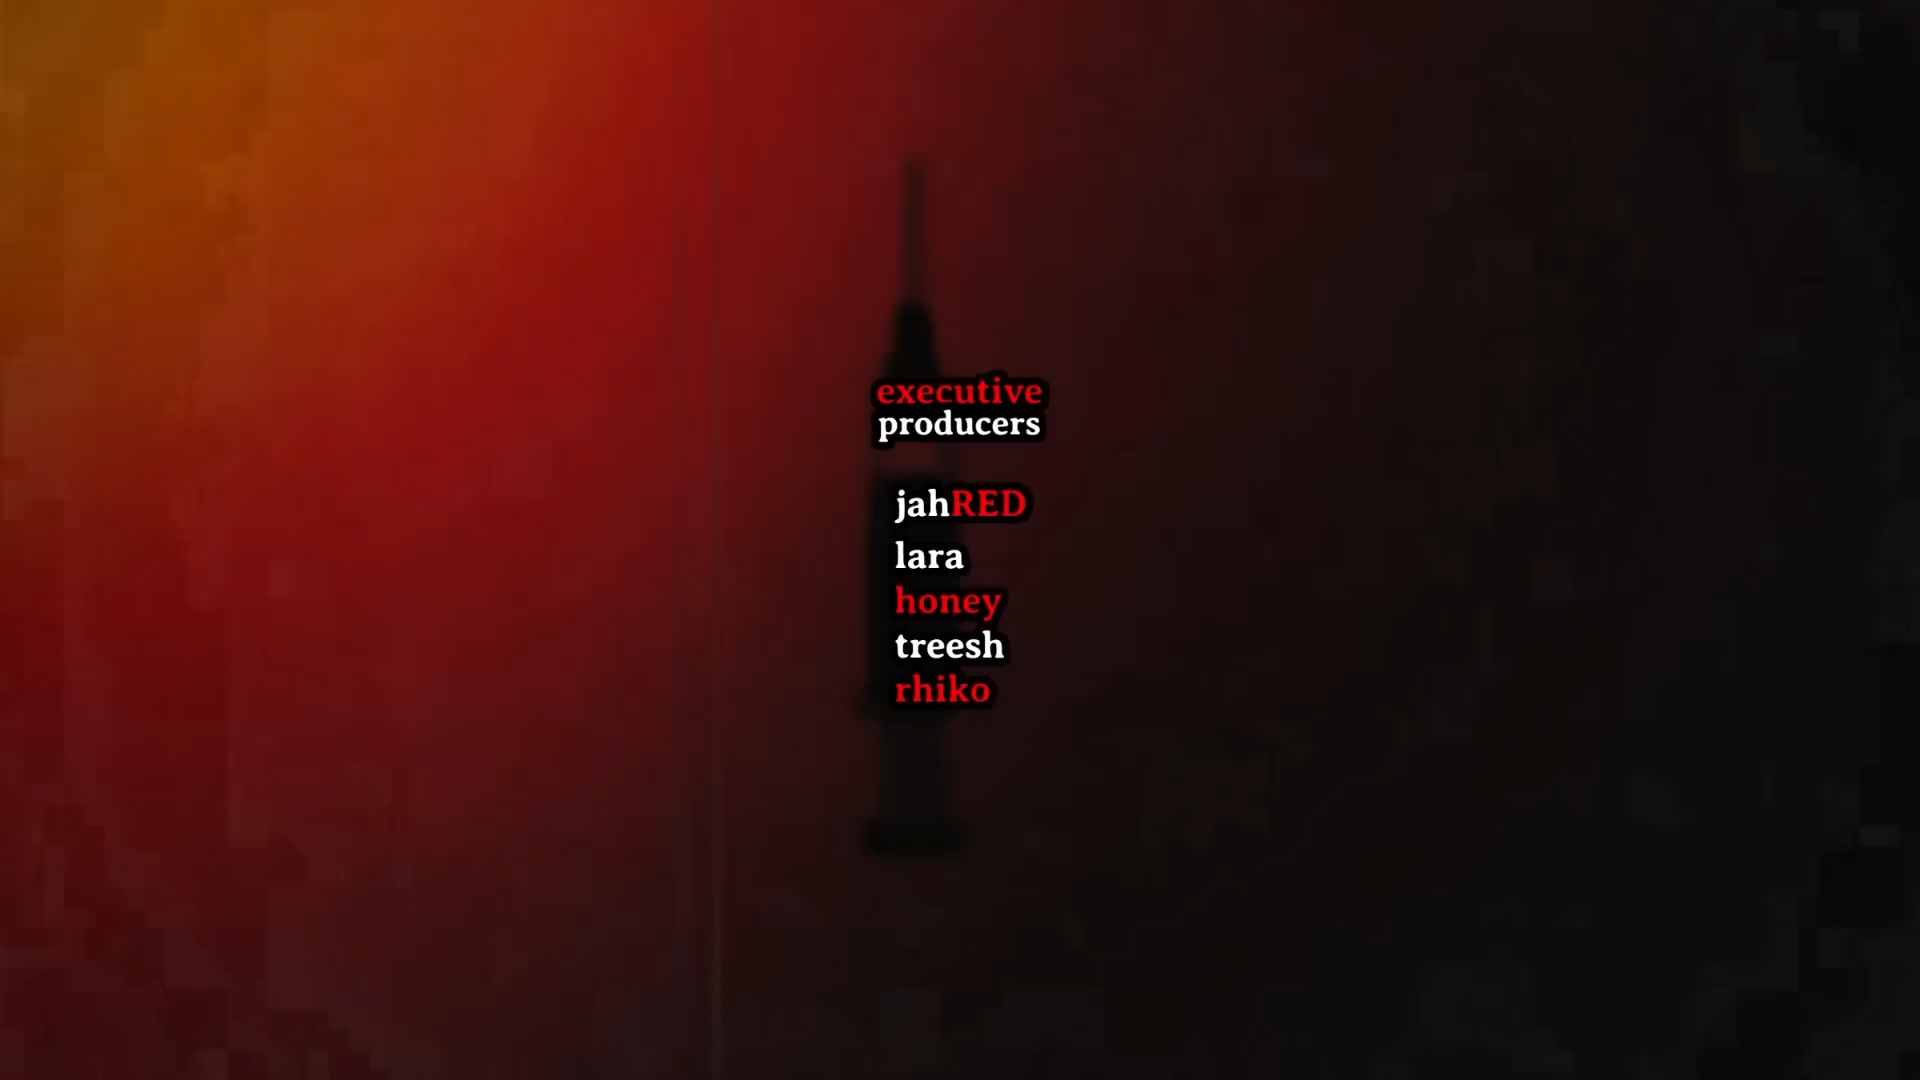 executive
producers
jahRED
lara
honey
treesh
rhiko